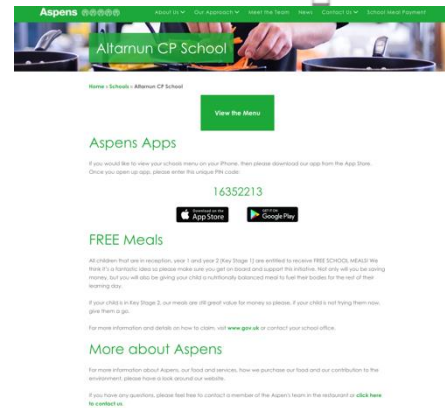 Aspens
About Us Our Approach Meet the Team News Contact Us School Meal Payment
Altarnun CP School
Home » Schools » Altarnun CP School
View the Menu
Aspens Apps
If you would like to view your schools menu on your iPhone, then please download our app from the App Store.
Once you open up app, please enter this unique PIN code:
16352213
Download on the App Store
GET IT ON Google Play
FREE Meals
All children that are in reception, year 1 and year 2 (Key Stage 1) are entitled to receive FREE SCHOOL MEALS! We
think it's a fantastic idea so please make sure you get on board and support this initiative. Not only will you be saving
money, but you will also be giving your child a nutritionally balanced meal to fuel their bodies for the rest of their
learning day.
If your child is in Key Stage 2, our meals are still great value for money so please, if your child is not trying them now,
give them a go.
For more information and details on how to claim, visit www.gov.uk or contact your school office.
More about Aspens
For more information about Aspens, our food and services, how we purchase our food and our contribution to the
environment, please have a look around our website.
If you have any questions, please feel free to contact a member of the Aspen's team in the restaurant or click here
to contact us